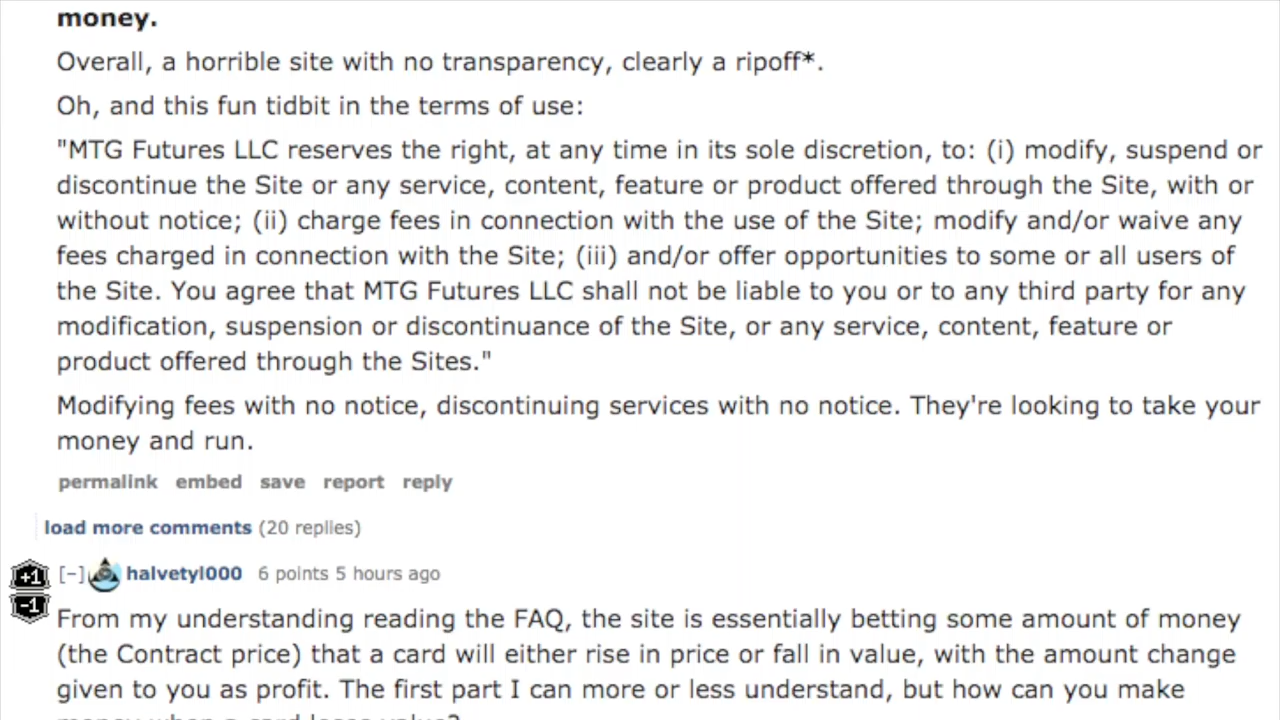 money.
Overall, a horrible site with no transparency, clearly a ripoff*.
Oh, and this fun tidbit in the terms of use:
"MTG Futures LLC reserves the right, at any time in its sole discretion, to: (i) modify, suspend or
discontinue the Site or any service, content, feature or product offered through the Site, with or
without notice; (ii) charge fees in connection with the use of the Site; modify and/or waive any
fees charged in connection with the Site; (iii) and/or offer opportunities to some or all users of
the Site. You agree that MTG Futures LLC shall not be liable to you or to any third party for any
modification, suspension or discontinuance of the Site, or any service, content, feature or
product offered through the Sites."
Modifying fees with no notice, discontinuing services with no notice. They're looking to take your
money and run.
permalink embed save report reply
load more comments (20 replies)
+1 [-] halvetyl000 6 points 5 hours ago
-1
From my understanding reading the FAQ, the site is essentially betting some amount of money
(the Contract price) that a card will either rise in price or fall in value, with the amount change
given to you as profit. The first part I can more or less understand, but how can you make
money when a card loses value?